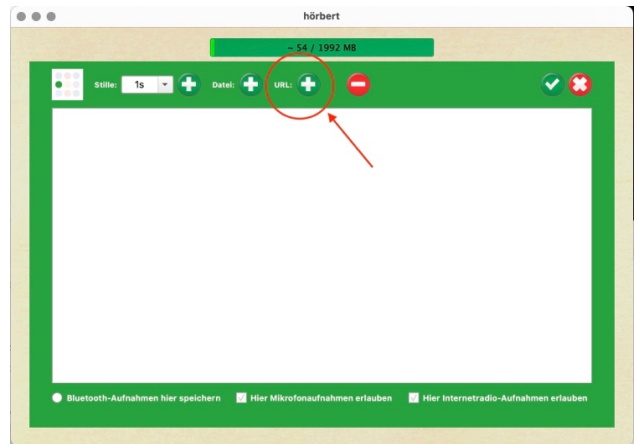 hörbert
~ 54 / 1992 MB
Stille: 1s Datei: URL:
Bluetooth-Aufnahmen hier speichern Hier Mikrofonaufnahmen erlauben Hier Internetradio-Aufnahmen erlauben